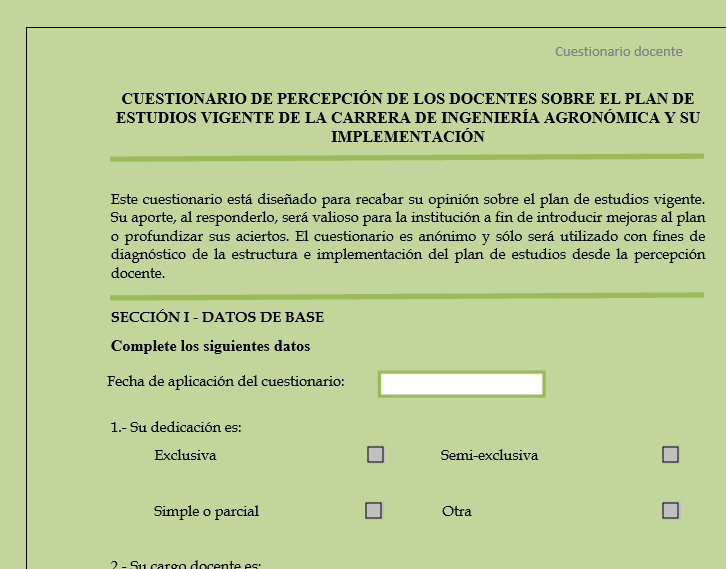 Cuestionario docente
CUESTIONARIO DE PERCEPCIÓN DE LOS DOCENTES SOBRE EL PLAN DE
ESTUDIOS VIGENTE DE LA CARRERA DE INGENIERÍA AGRONÓMICA Y SU
IMPLEMENTACIÓN
Este cuestionario está diseñado para recabar su opinión sobre el plan de estudios vigente.
Su aporte, al responderlo, será valioso para la institución a fin de introducir mejoras al plan
o profundizar sus aciertos. El cuestionario es anónimo y sólo será utilizado con fines de
diagnóstico de la estructura e implementación del plan de estudios desde la percepción
docente.
SECCIÓN I - DATOS DE BASE
Complete los siguientes datos
Fecha de aplicación del cuestionario:
1.- Su dedicación es:
Exclusiva Semi-exclusiva
Simple o parcial Otra
2.- Su cargo docente es: